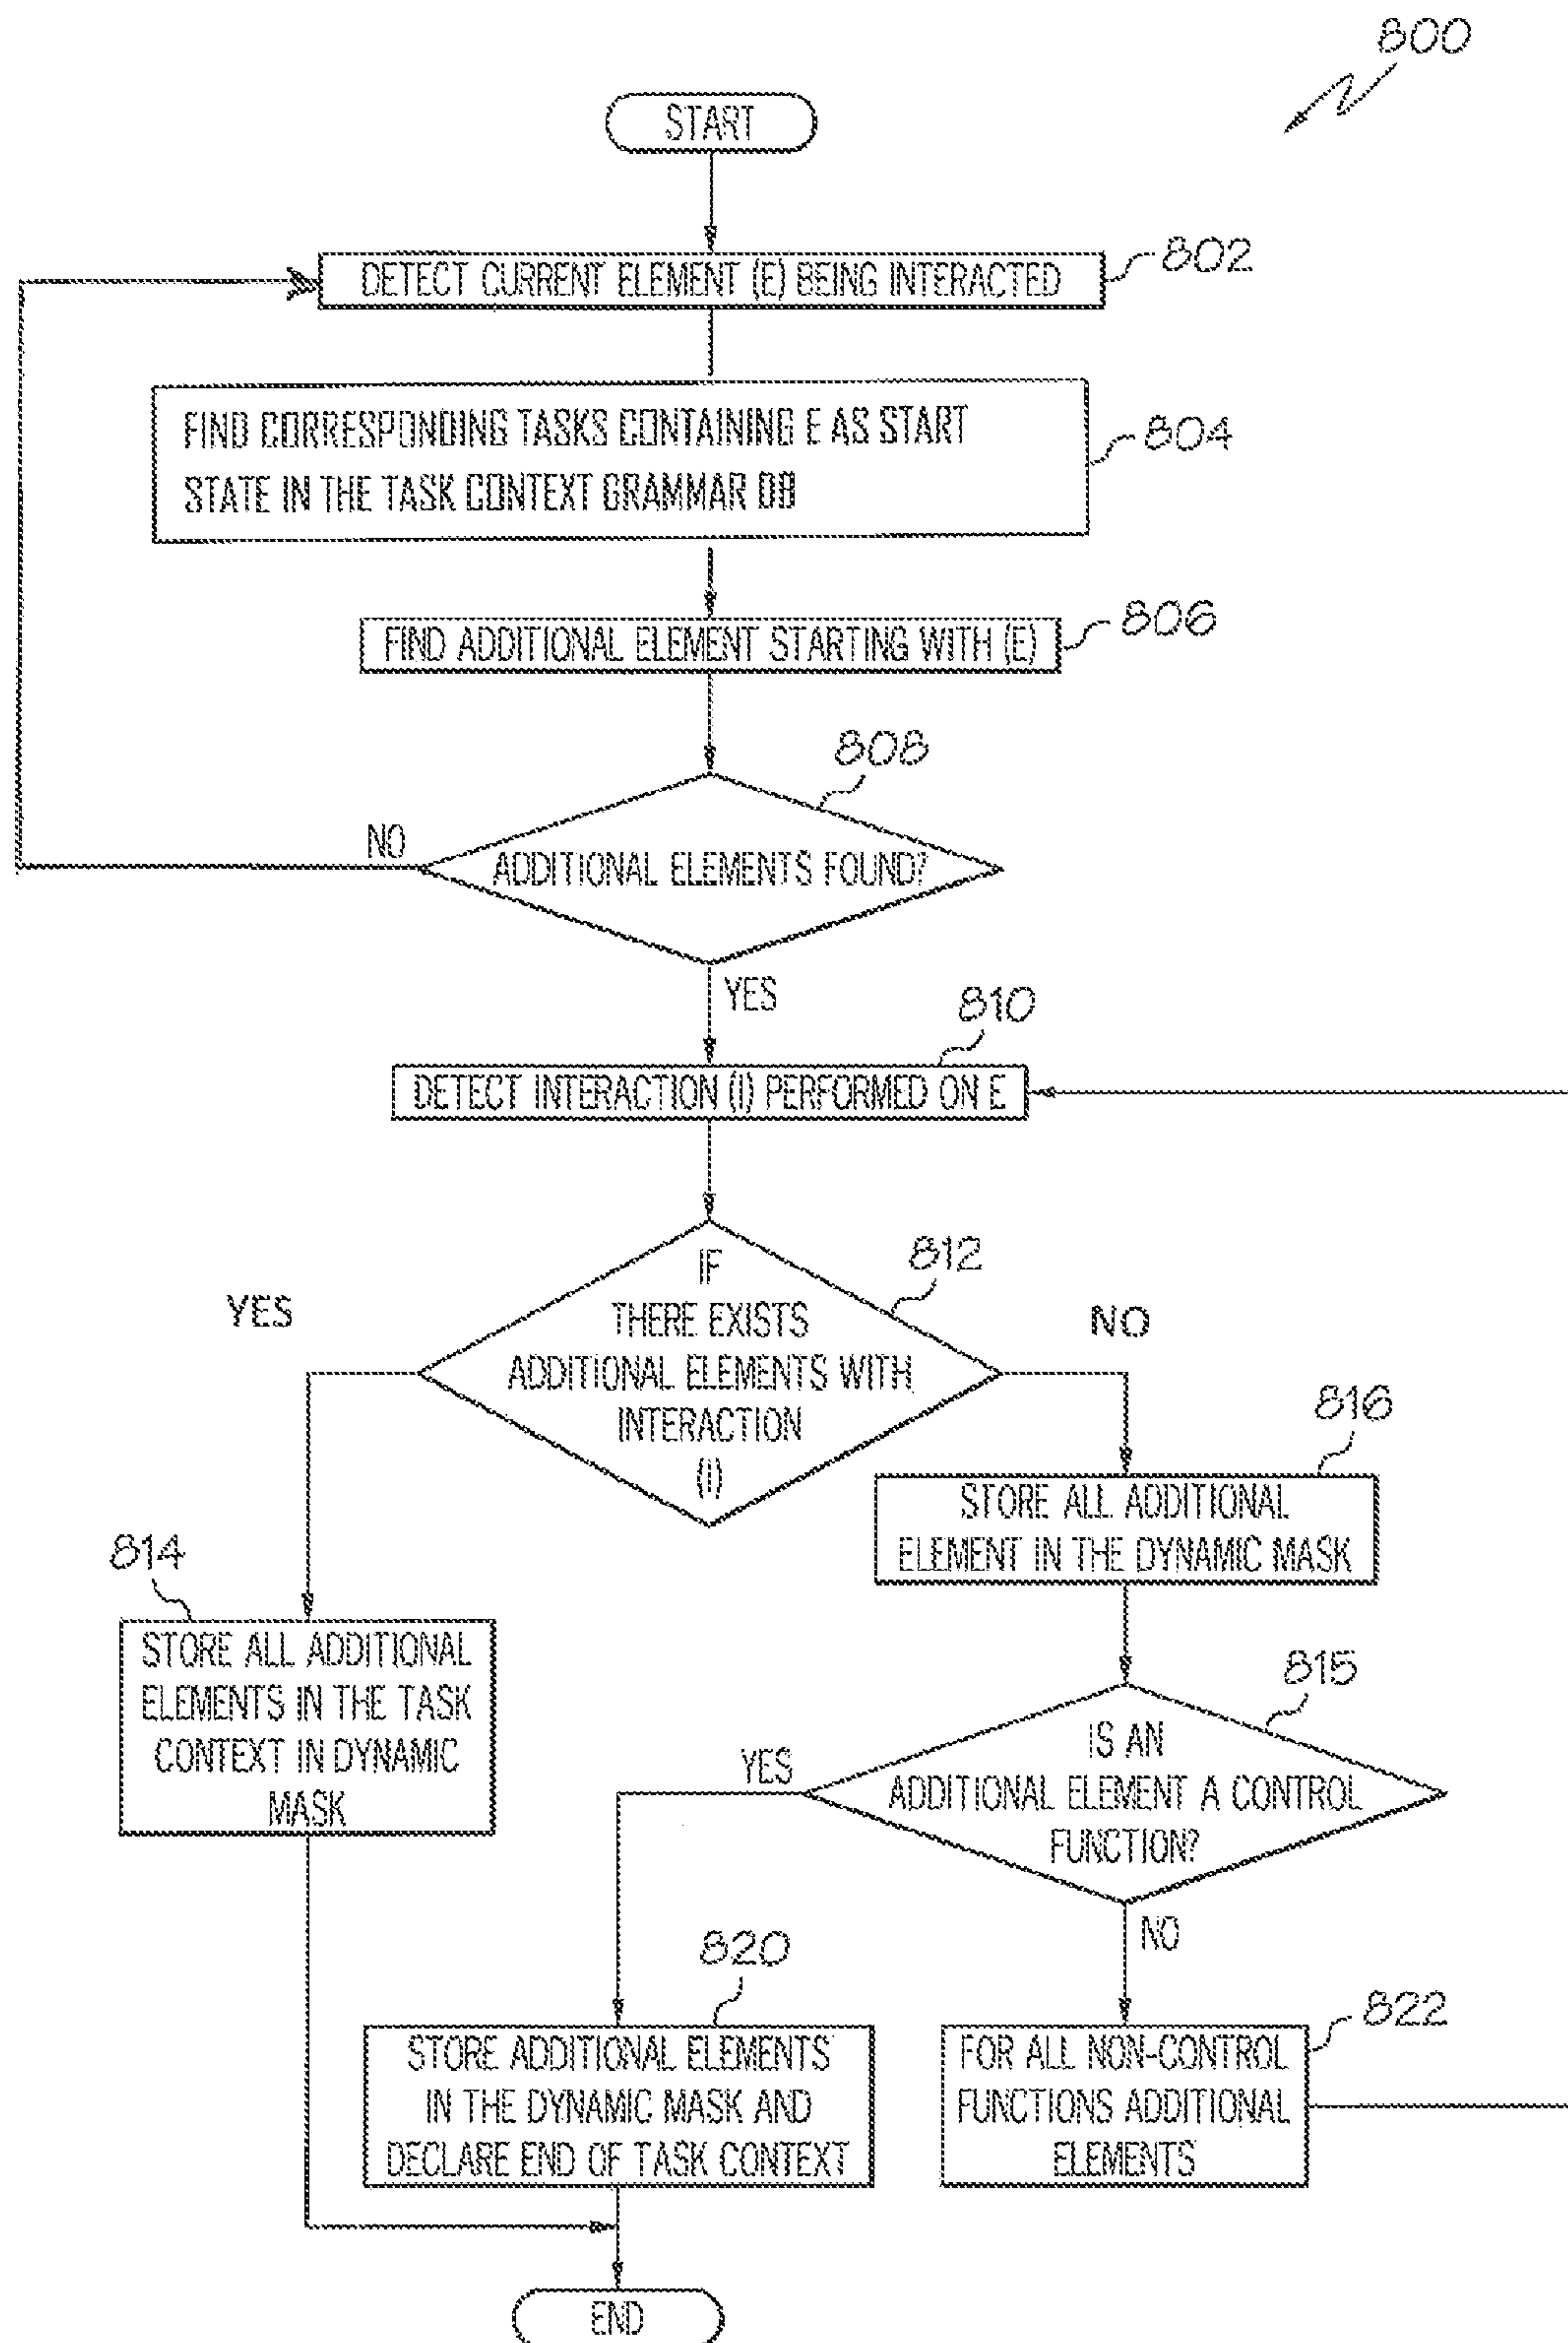 800
START
DETECT CURRENT ELEMENT (E) BEING INTERACTED
802
FIND CORRESPONDING TASKS CONTAINING E AS START
STATE IN THE TASK CONTEXT GRAMMAR DB
804
FIND ADDITIONAL ELEMENT STARTING WITH (E)
806
808
NO
ADDITIONAL ELEMENTS FOUND?
YES
810
DETECT INTERACTION (I) PERFORMED ON E
812
IF
THERE EXISTS
ADDITIONAL ELEMENTS WITH
INTERACTION
(I)
YES
NO
816
STORE ALL ADDITIONAL
ELEMENT IN THE DYNAMIC MASK
814
STORE ALL ADDITIONAL
ELEMENTS IN THE TASK
CONTEXT IN DYNAMIC
MASK
815
IS AN
ADDITIONAL ELEMENT A CONTROL
FUNCTION?
YES
NO
820
STORE ADDITIONAL ELEMENTS
IN THE DYNAMIC MASK AND
DECLARE END OF TASK CONTEXT
822
FOR ALL NON-CONTROL
FUNCTIONS ADDITIONAL
ELEMENTS
END